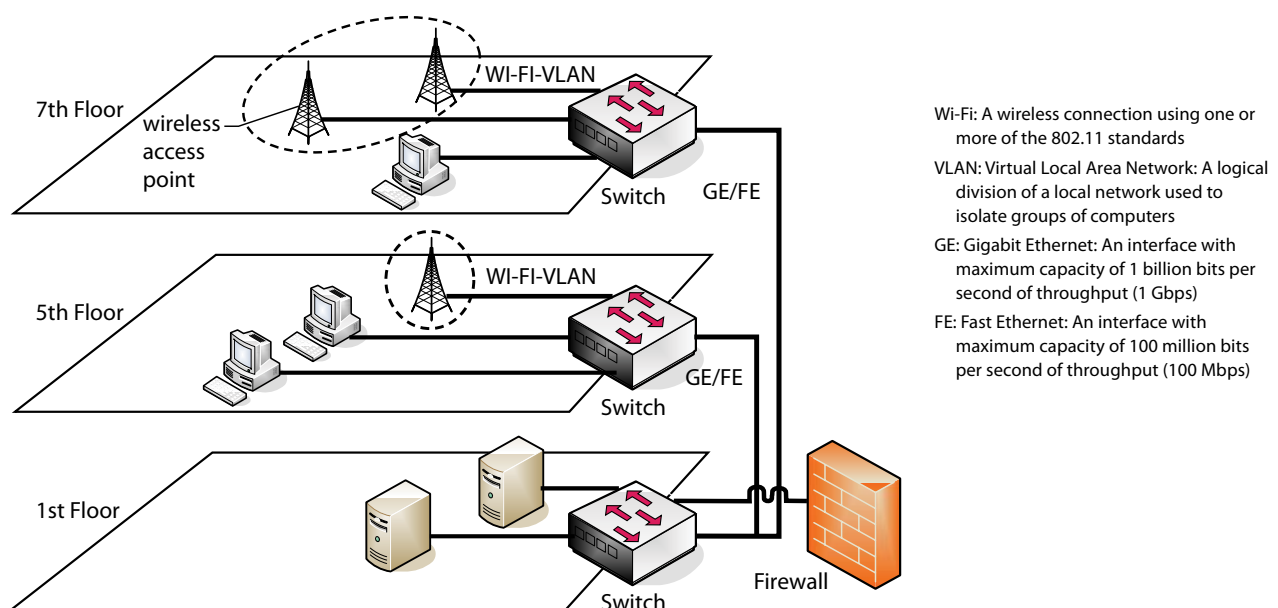 WI-FI-VLAN
7th Floor
wireless
access
point
Switch
GE/FE
WI-FI-VLAN
5th Floor
GE/FE
Switch
1st Floor
Firewall
Switch
Wi-Fi: A wireless connection using one or
more of the 802.11 standards
VLAN: Virtual Local Area Network: A logical
division of a local network used to
isolate groups of computers
GE: Gigabit Ethernet: An interface with
maximum capacity of 1 billion bits per
second of throughput (1 Gbps)
FE: Fast Ethernet: An interface with
maximum capacity of 100 million bits
per second of throughput (100 Mbps)